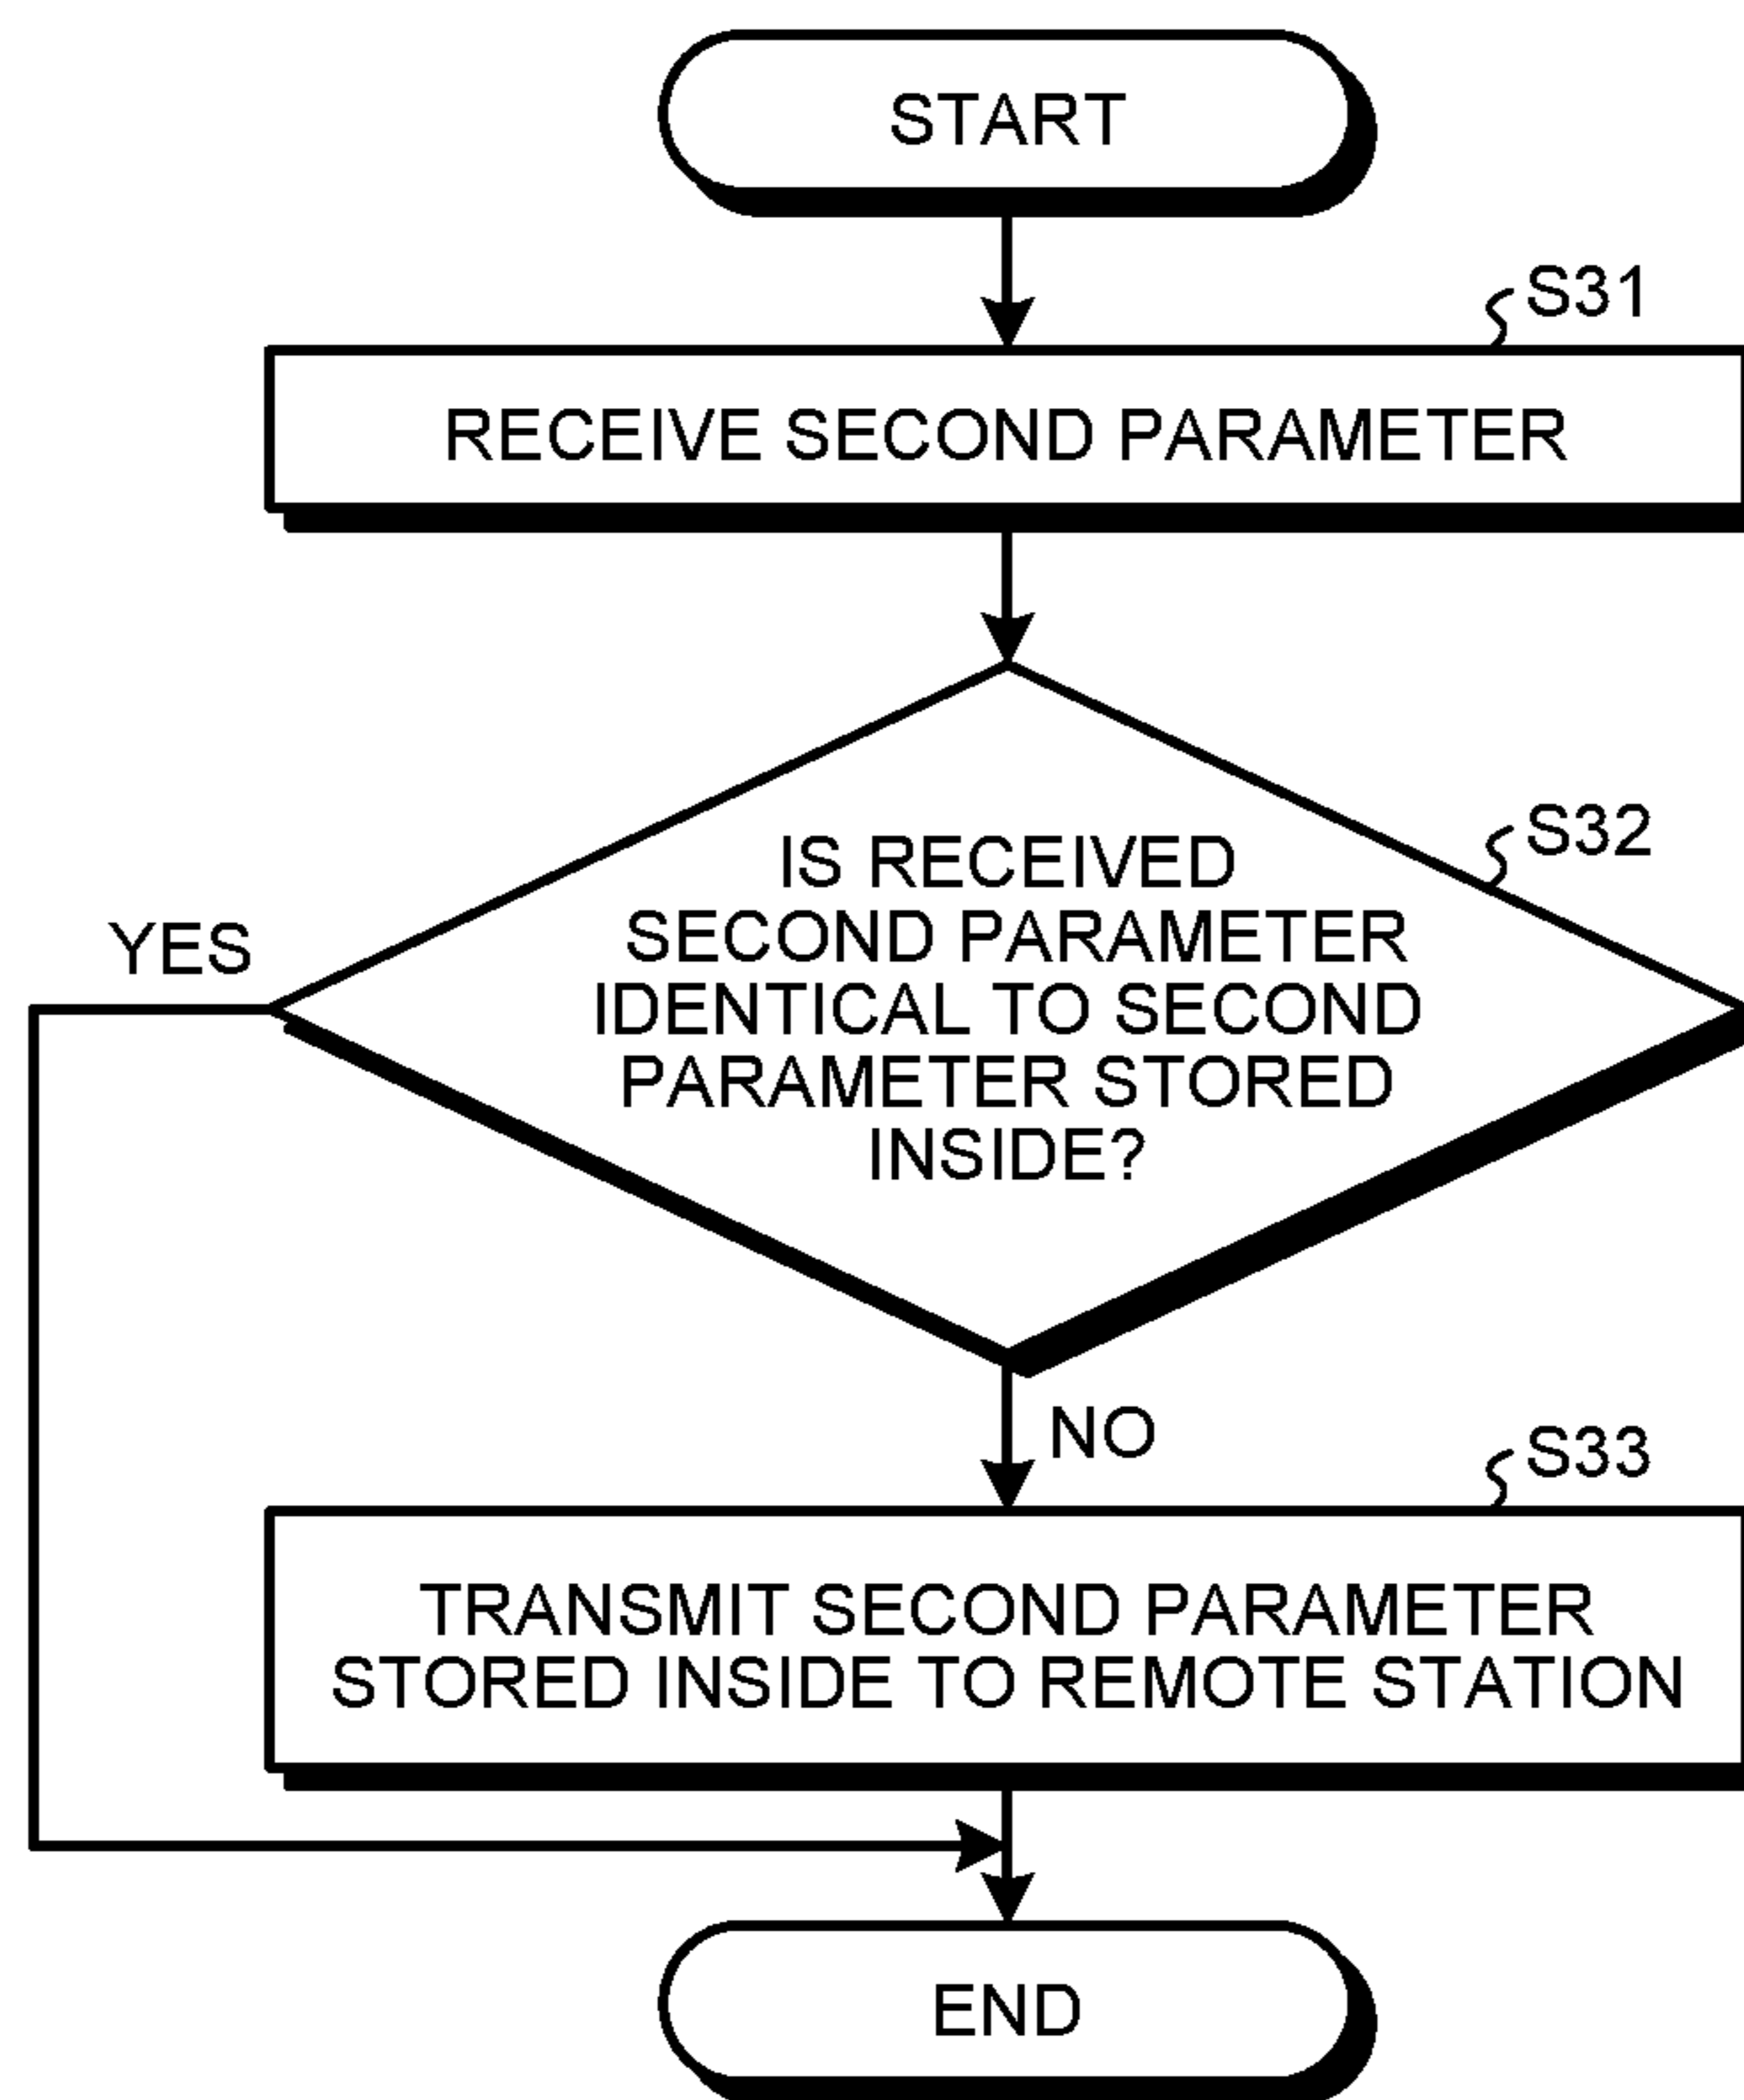 START
S31
RECEIVE SECOND PARAMETER
S32
IS RECEIVED
SECOND PARAMETER
IDENTICAL TO SECOND
PARAMETER STORED
INSIDE?
YES
NO
S33
TRANSMIT SECOND PARAMETER
STORED INSIDE TO REMOTE STATION
END